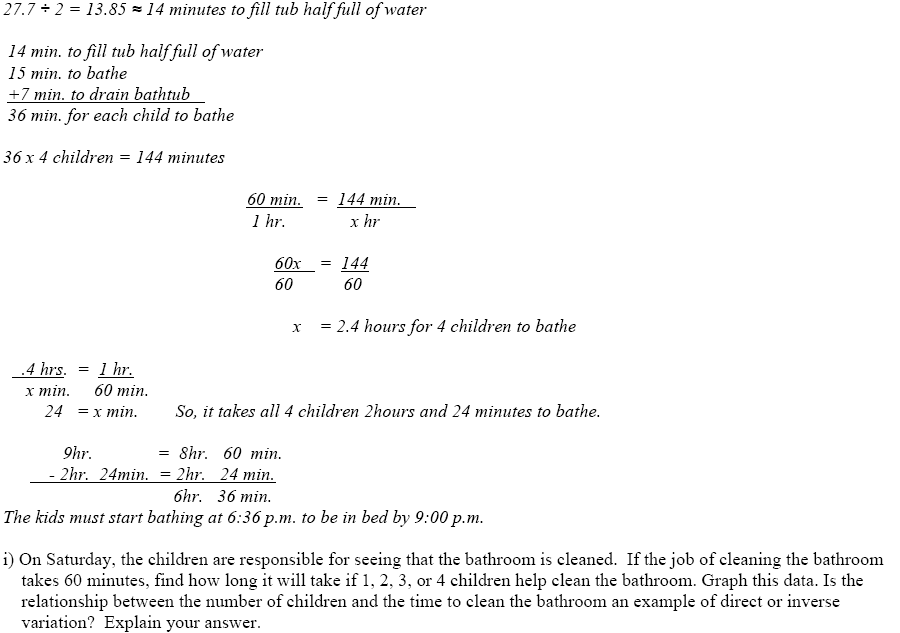 27.7 ÷ 2 = 13.85 ≈ 14 minutes to fill tub half full of water
14 min. to fill tub half full of water
15 min. to bathe
+7 min. to drain bathtub
36 min. for each child to bathe
36 x 4 children = 144 minutes
60 min. = 144 min.
1 hr. x hr
60x = 144
60 60
x = 2.4 hours for 4 children to bathe
.4 hrs. = 1 hr.
x min. 60 min.
24 = x min. So, it takes all 4 children 2hours and 24 minutes to bathe.
9hr. = 8hr. 60 min.
- 2hr. 24min. = 2hr. 24 min.
6hr. 36 min.
The kids must start bathing at 6:36 p.m. to be in bed by 9:00 p.m.
i) On Saturday, the children are responsible for seeing that the bathroom is cleaned. If the job of cleaning the bathroom
takes 60 minutes, find how long it will take if 1, 2, 3, or 4 children help clean the bathroom. Graph this data. Is the
relationship between the number of children and the time to clean the bathroom an example of direct or inverse
variation? Explain your answer.